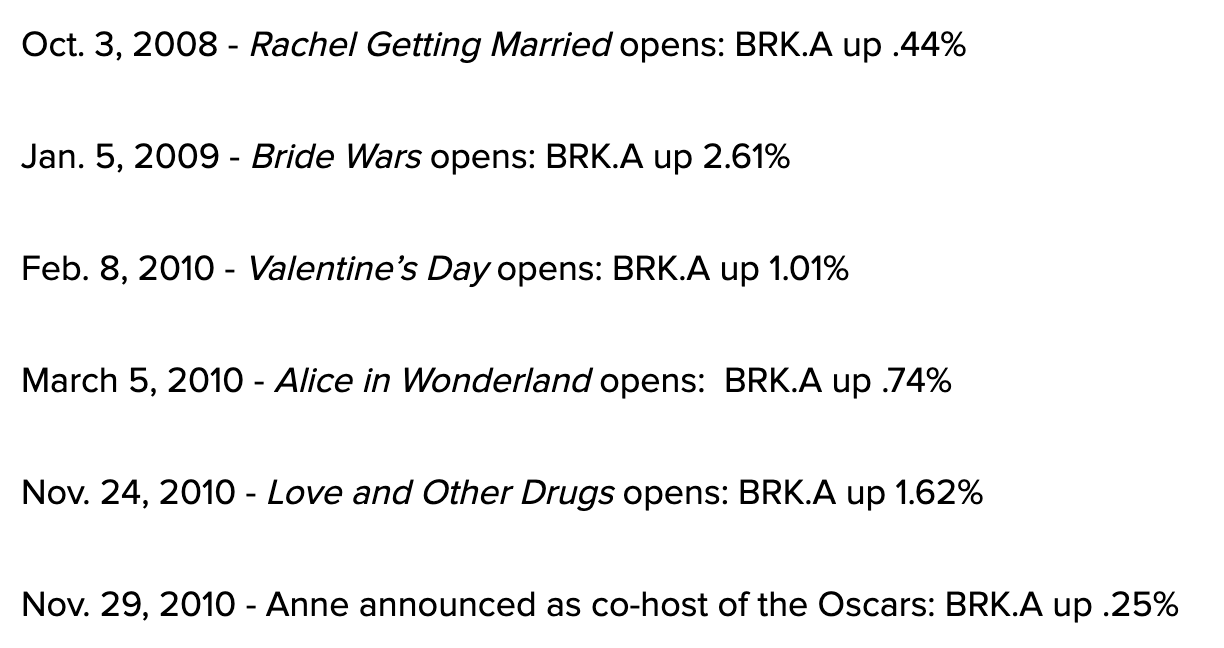 Oct. 3, 2008 - Rachel Getting Married opens: BRK.A up .44%
Jan. 5, 2009 - Bride Wars opens: BRK.A up 2.61%
Feb. 8, 2010 - Valentine’s Day opens: BRK.A up 1.01%
March 5, 2010 - Alice in Wonderland opens:  BRK.A up .74%
Nov. 24, 2010 - Love and Other Drugs opens: BRK.A up 1.62%
Nov. 29, 2010 - Anne announced as co-host of the Oscars: BRK.A up .25%